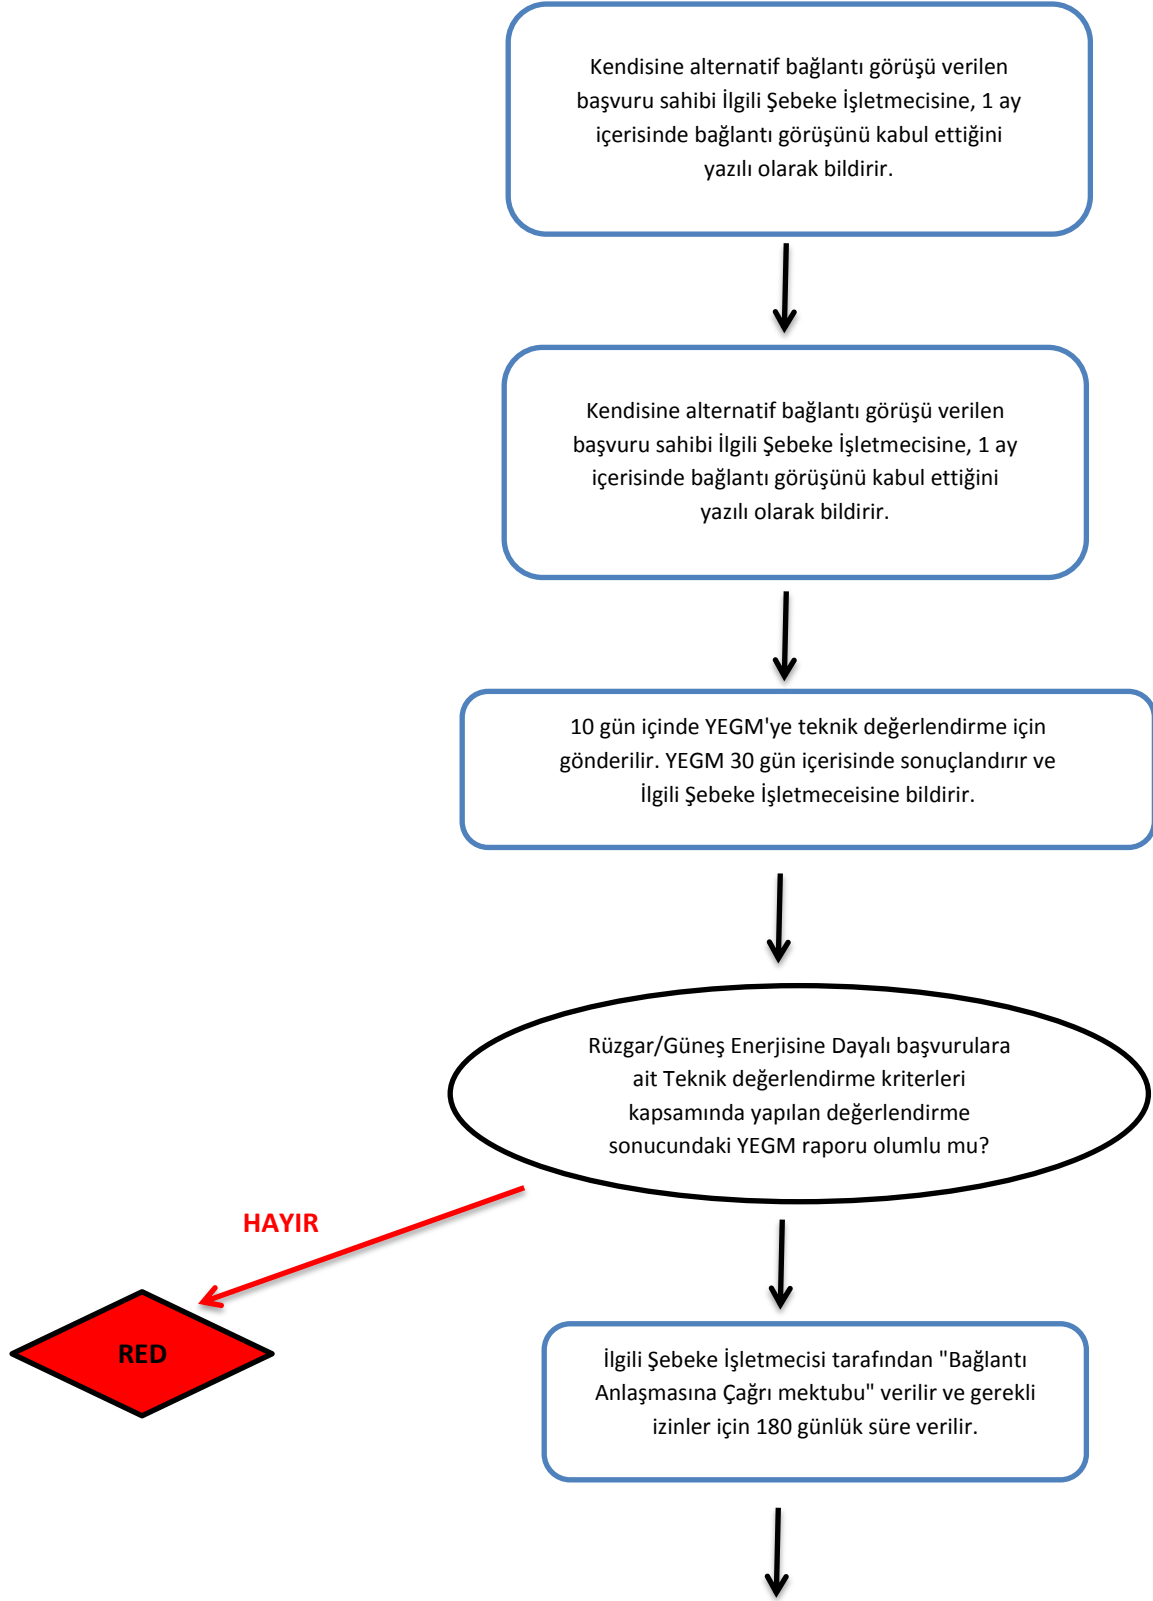 Kendisine alternatif bağlantı görüşü verilen
başvuru sahibi İlgili Şebeke İşletmecisine, 1 ay
içerisinde bağlantı görüşünü kabul ettiğini
yazılı olarak bildirir.
Kendisine alternatif bağlantı görüşü verilen
başvuru sahibi İlgili Şebeke İşletmecisine, 1 ay
içerisinde bağlantı görüşünü kabul ettiğini
yazılı olarak bildirir.
10 gün içinde YEGM'ye teknik değerlendirme için
gönderilir. YEGM 30 gün içerisinde sonuçlandırır ve
İlgili Şebeke İşletmeceisine bildirir.
Rüzgar/Güneş Enerjisine Dayalı başvurulara
ait Teknik değerlendirme kriterleri
kapsamında yapılan değerlendirme
sonucundaki YEGM raporu olumlu mu?
HAYIR
RED
İlgili Şebeke İşletmecisi tarafından "Bağlantı
Anlaşmasına Çağrı mektubu" verilir ve gerekli
izinler için 180 günlük süre verilir.